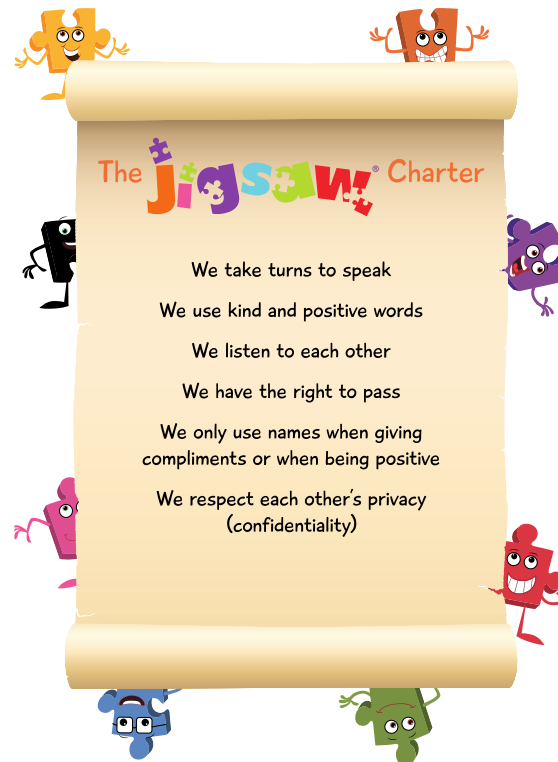 The jigsaw® Charter
We take turns to speak
We use kind and positive words
We listen to each other
We have the right to pass
We only use names when giving
compliments or when being positive
We respect each other's privacy
(confidentiality)